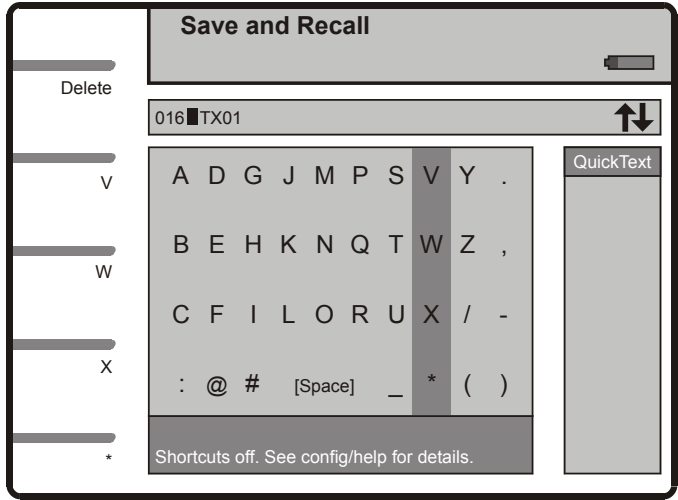 Save and Recall
Delete
016 TX01
QuickText
V
A D G J M P S V Y .
W
B E H K N Q T W Z ,
X
C F I L O R U X / -
*
: @ # [Space] _ * ( )
Shortcuts off. See config/help for details.